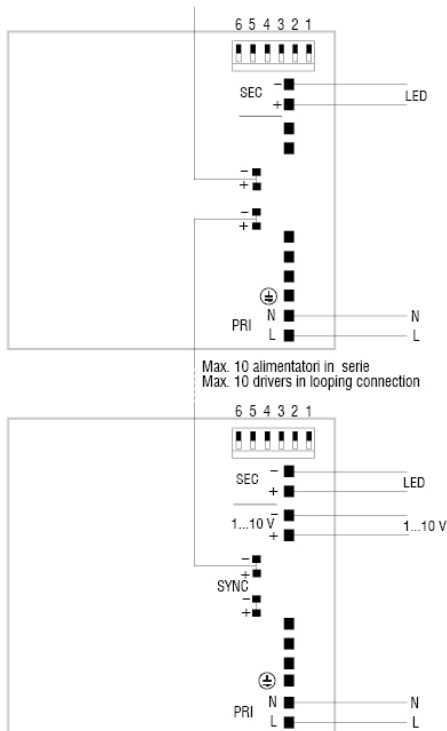 6 5 4 3 2 1
-
SEC
LED
+
-
+
-
+
N N
PRI
L L
Max. 10 alimentatori in serie
Max. 10 drivers in looping connection
6 5 4 3 2 1
-
SEC
LED
+
-
1...10 V 1...10 V
+
-
+
SYNC
-
+
N N
PRI
L L